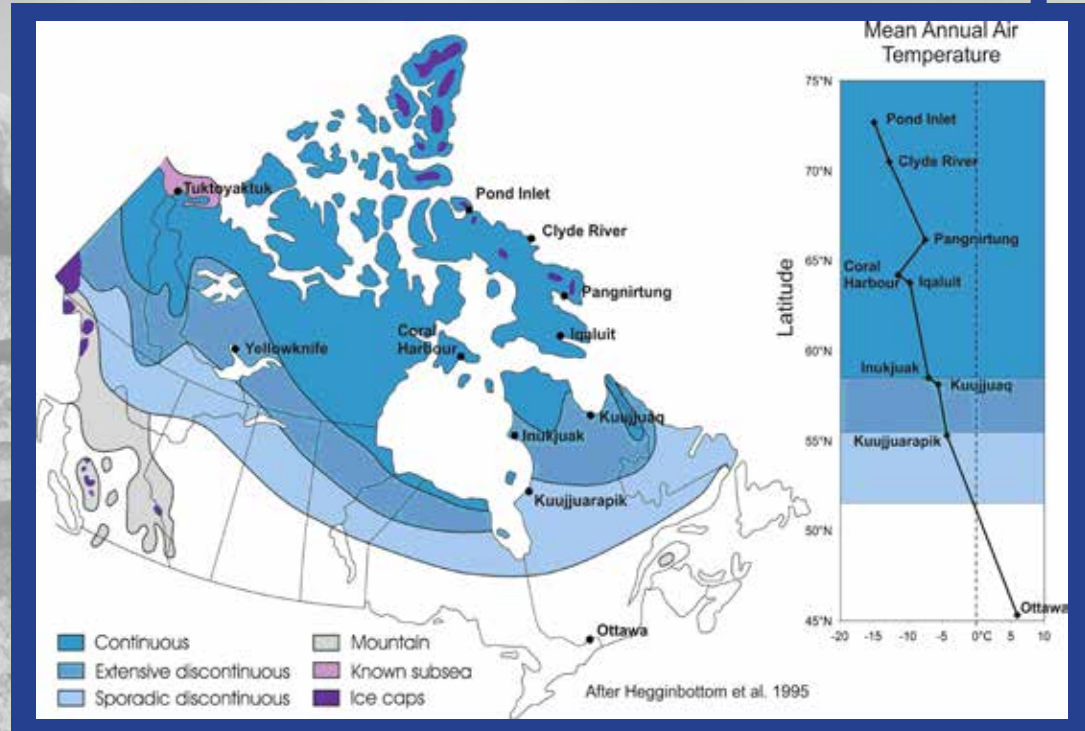 Tuktoyaktuk
Pond Inlet
Clyde River
Pangnirtung
Iqaluit
Coral
Harbour
Yellowknife
Kuujjuaq
Inukjuak
Kuujjuarapik
Ottawa
Continuous
Extensive discontinuous
Sporadic discontinuous
Mountain
Known subsea
Ice caps
After Hegginbottom et al. 1995
Mean Annual Air
Temperature
75°N
70°N
65°N
60°N
55°N
50°N
45°N
Latitude
Pond Inlet
Clyde River
Pangnirtung
Coral
Harbour
Iqaluit
Inukjuak
Kuujjuaq
Kuujjuarapik
Ottawa
-20 -15 -10 -5 0°C 5 10